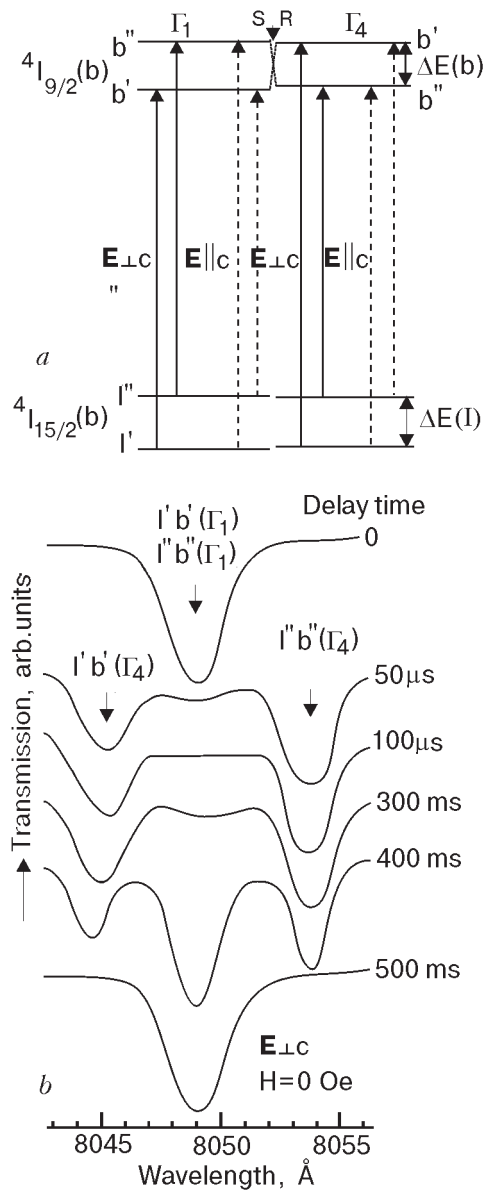 Γ1 S R Γ4
b" b'
⁴I9/2(b) ΔE(b)
b' b"
E⊥c E||c E⊥c E||c
"
a
l"
⁴I15/2(b) ΔE(I)
l'
Delay time
l'b'(Γ1) 0
l"b"(Γ1)
l'b'(Γ4) l"b"(Γ4)
50μs
100μs
300 ms
400 ms
500 ms
Transmission, arb.units
E⊥c
H=0 Oe
b
8045 8050 8055
Wavelength, Å